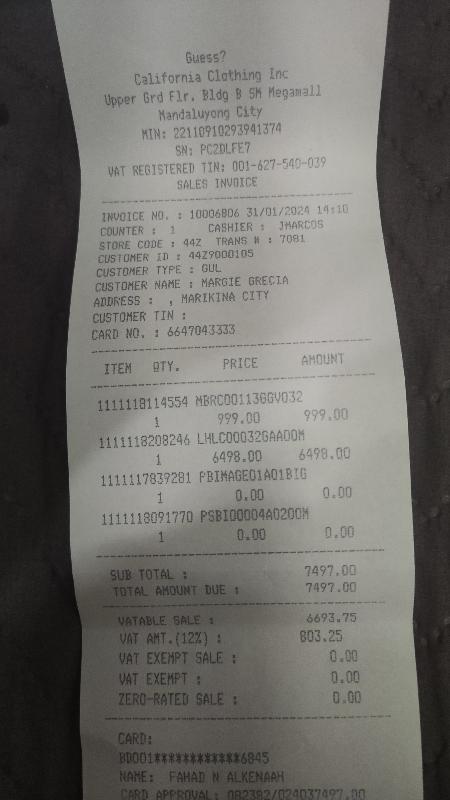 Guess?
California Clothing Inc
Upper Grd Flr. Bldg B SM Megamall
Mandaluyong City
MIN: 22110910293941374
SN: PC2DLFE7
VAT REGISTERED TIN: 001-627-540-039
SALES INVOICE
INVOICE NO. : 10006806 31/01/2024 14:10
COUNTER : 1 CASHIER : JMARCOS
STORE CODE : 44Z TRANS # : 7081
CUSTOMER ID : 44Z9000105
CUSTOMER TYPE : GUL
CUSTOMER NAME : MARGIE GRECIA
ADDRESS : , MARIKINA CITY
CUSTOMER TIN :
CARD NO. : 6647043333
ITEM QTY. PRICE AMOUNT
1111118114554 MBRC00113GGV032
1 999.00 999.00
1111118208246 LHLC00032GAA00M
1 6498.00 6498.00
1111117839281 PBIMAGE01A01BIG
1 0.00 0.00
1111118091770 PSBI00004A0200M
1 0.00 0.00
SUB TOTAL : 7497.00
TOTAL AMOUNT DUE : 7497.00
VATABLE SALE : 6693.75
VAT AMT.(12%) : 803.25
VAT EXEMPT SALE : 0.00
VAT EXEMPT : 0.00
ZERO-RATED SALE : 0.00
CARD:
BDO01************6845
NAME: FAHAD N ALKENAAH
CARD APPROVAL: 082382/024037497.00